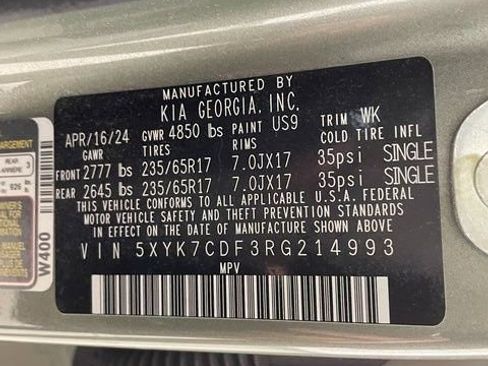 MANUFACTURED BY
KIA GEORGIA, INC.
APR/16/24 GVWR 4850 lbs PAINT US9 TRIM WK
GAWR TIRES RIMS COLD TIRE INFL
FRONT 2777 lbs 235/65R17 7.0JX17 35psi SINGLE
REAR 2645 lbs 235/65R17 7.0JX17 35psi SINGLE
THIS VEHICLE CONFORMS TO ALL APPLICABLE U.S.A. FEDERAL
MOTOR VEHICLE SAFETY AND THEFT PREVENTION STANDARDS
IN EFFECT ON THE DATE OF MANUFACTURE SHOWN ABOVE.
VIN 5XYK7CDF3RG214993
MPV
W400
REAR
ARRIERE 3